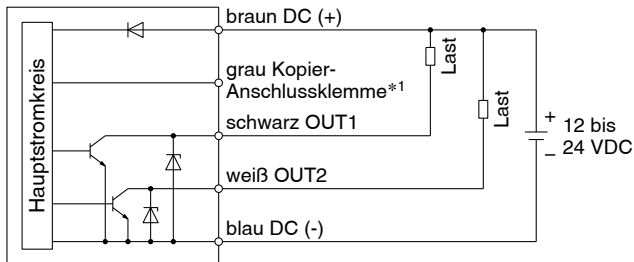 braun DC (+)
grau Kopier-
Anschlussklemme*1
schwarz OUT1
weiß OUT2
blau DC (-)
Hauptstromkreis
Last
Last
+
−
12 bis
24 VDC